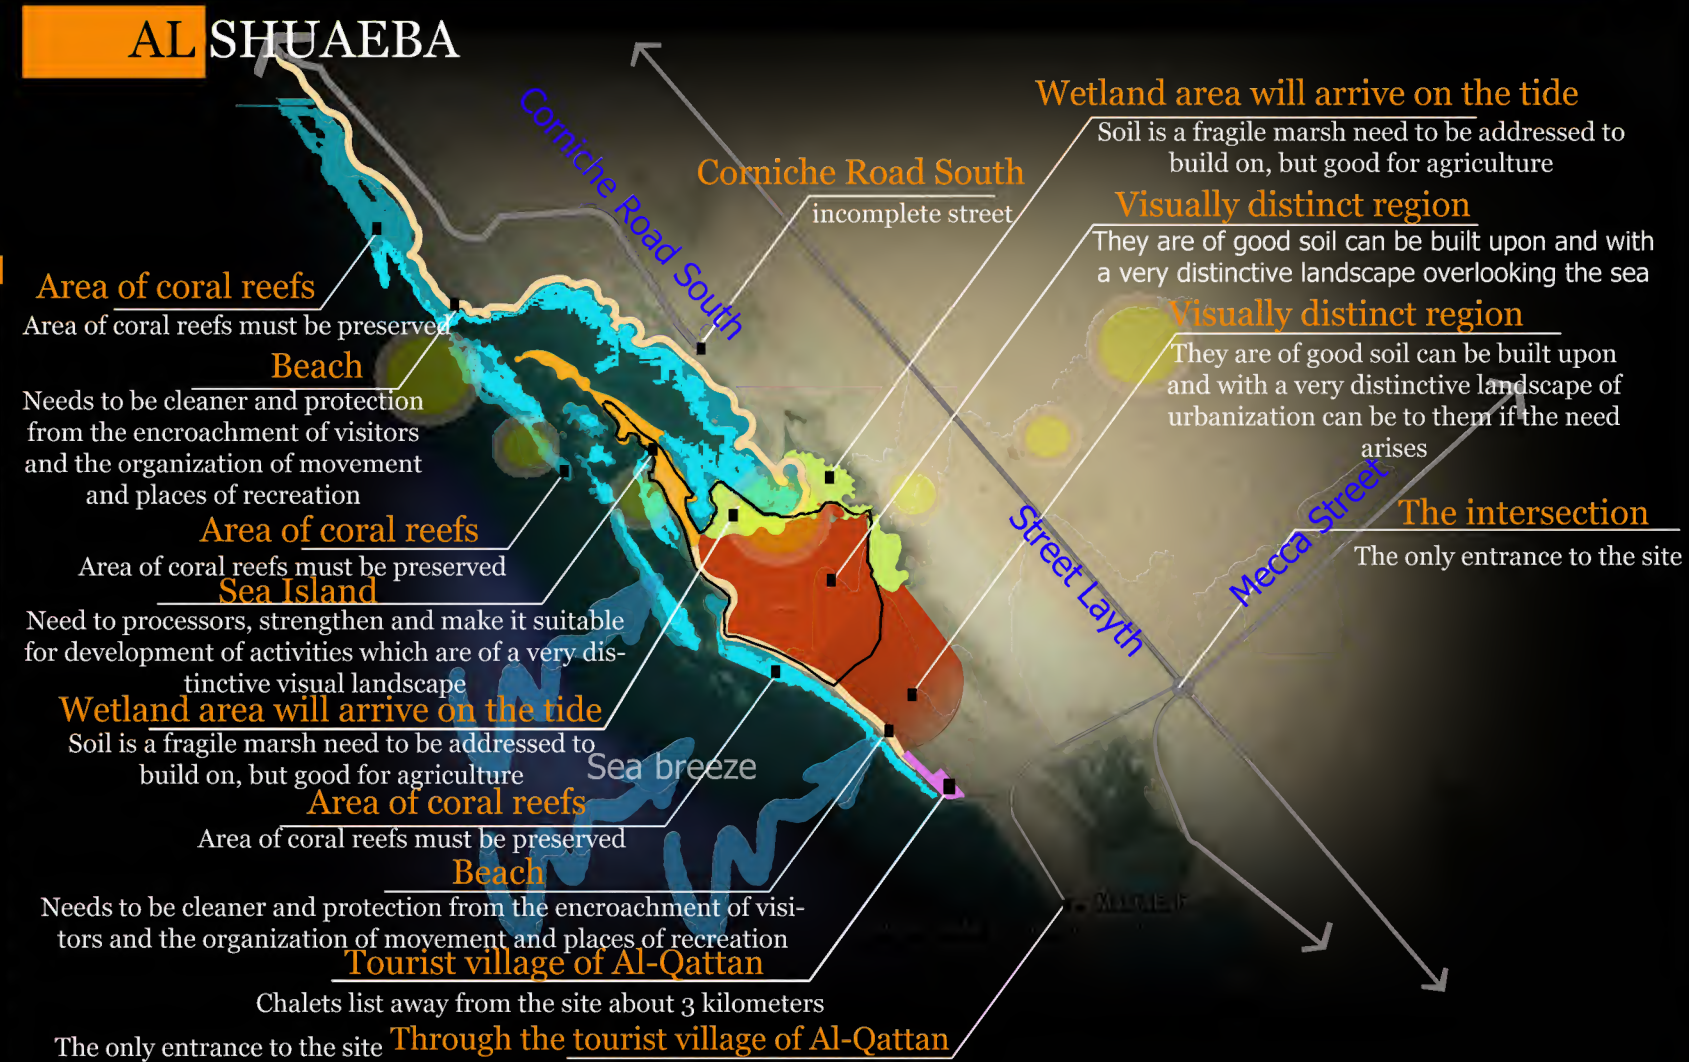 AL SHUAEBA
Corniche Road South
Corniche Road South
incomplete street
Wetland area will arrive on the tide
Soil is a fragile marsh need to be addressed to
build on, but good for agriculture
Visually distinct region
They are of good soil can be built upon and with
a very distinctive landscape overlooking the sea
Visually distinct region
They are of good soil can be built upon
and with a very distinctive landscape of
urbanization can be to them if the need
arises
The intersection
The only entrance to the site
Mecca Street
Street Layth
Area of coral reefs
Area of coral reefs must be preserved
Beach
Needs to be cleaner and protection
from the encroachment of visitors
and the organization of movement
and places of recreation
Area of coral reefs
Area of coral reefs must be preserved
Sea Island
Need to processors, strengthen and make it suitable
for development of activities which are of a very dis-
tinctive visual landscape
Wetland area will arrive on the tide
Soil is a fragile marsh need to be addressed to
build on, but good for agriculture
Sea breeze
Area of coral reefs
Area of coral reefs must be preserved
Beach
Needs to be cleaner and protection from the encroachment of visi-
tors and the organization of movement and places of recreation
Tourist village of Al-Qattan
Chalets list away from the site about 3 kilometers
The only entrance to the site Through the tourist village of Al-Qattan